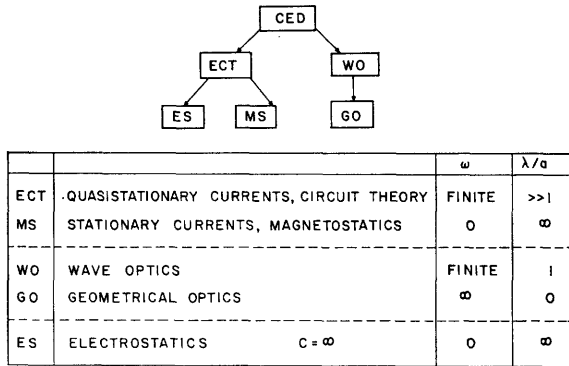 CED
ECT WO
ES MS GO
ω λ/a
ECT QUASISTATIONARY CURRENTS, CIRCUIT THEORY FINITE >>1
MS STATIONARY CURRENTS, MAGNETOSTATICS 0 ∞
WO WAVE OPTICS FINITE 1
GO GEOMETRICAL OPTICS ∞ 0
ES ELECTROSTATICS C = ∞ 0 ∞